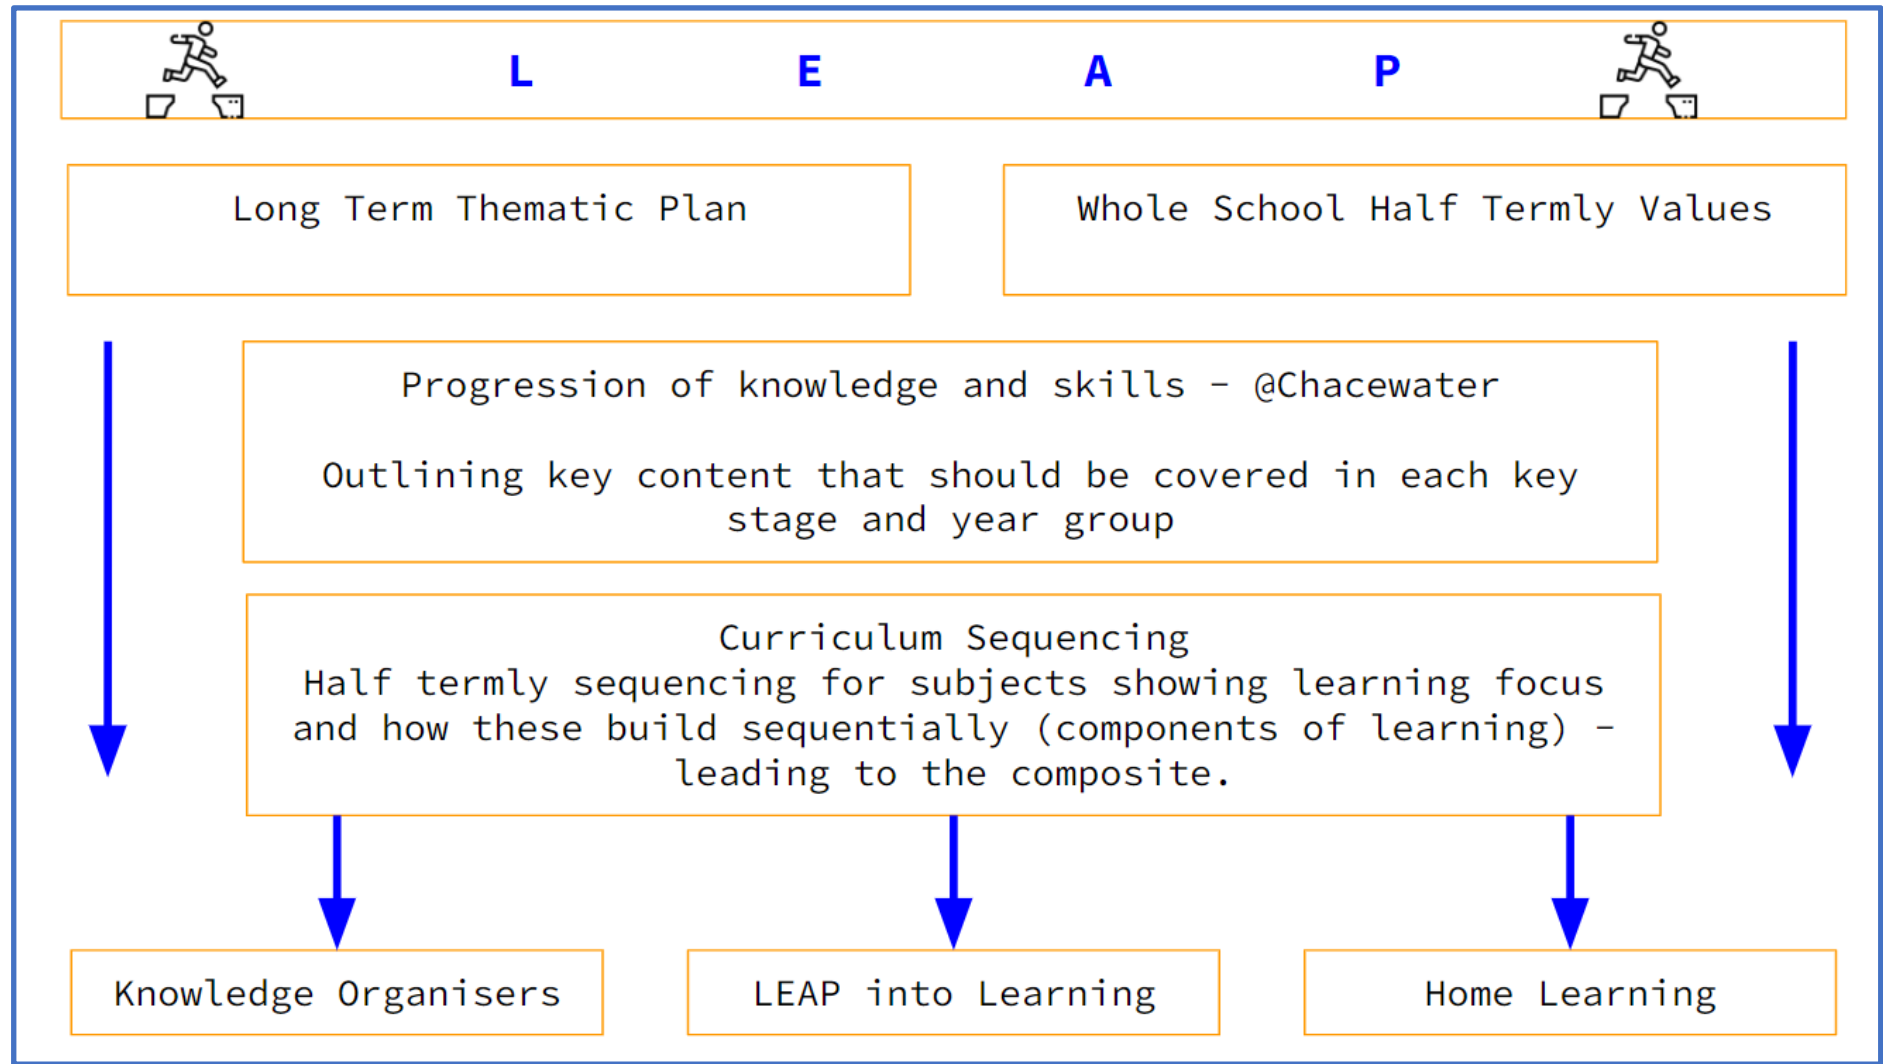 L E A P
Long Term Thematic Plan
Whole School Half Termly Values
Progression of knowledge and skills – @Chacewater
Outlining key content that should be covered in each key
stage and year group
Curriculum Sequencing
Half termly sequencing for subjects showing learning focus
and how these build sequentially (components of learning) –
leading to the composite.
Knowledge Organisers
LEAP into Learning
Home Learning